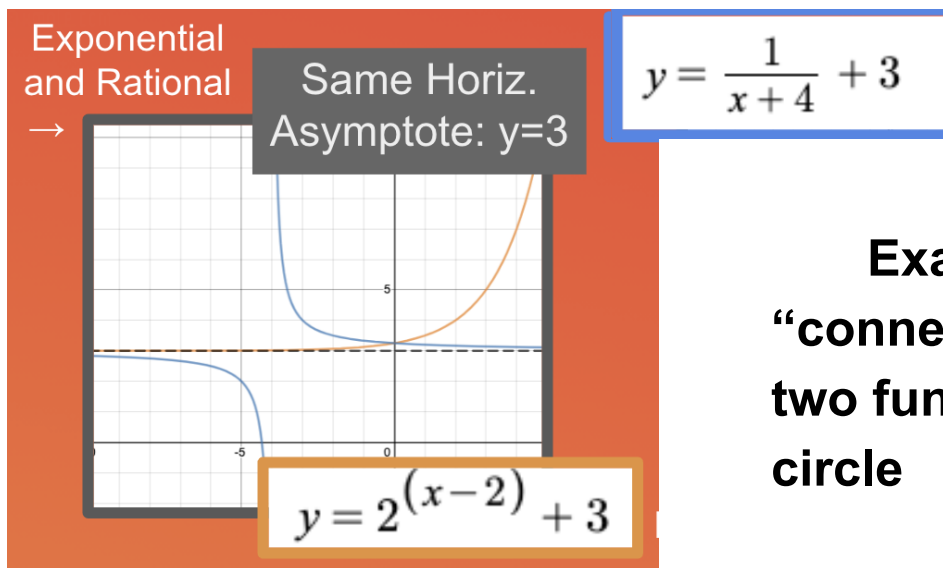 Exponential
and Rational
→
Same Horiz.
Asymptote: y=3
y = 1/(x + 4) + 3
5
-5
0
y = 2^(x−2) + 3
“conne
two fun
circle